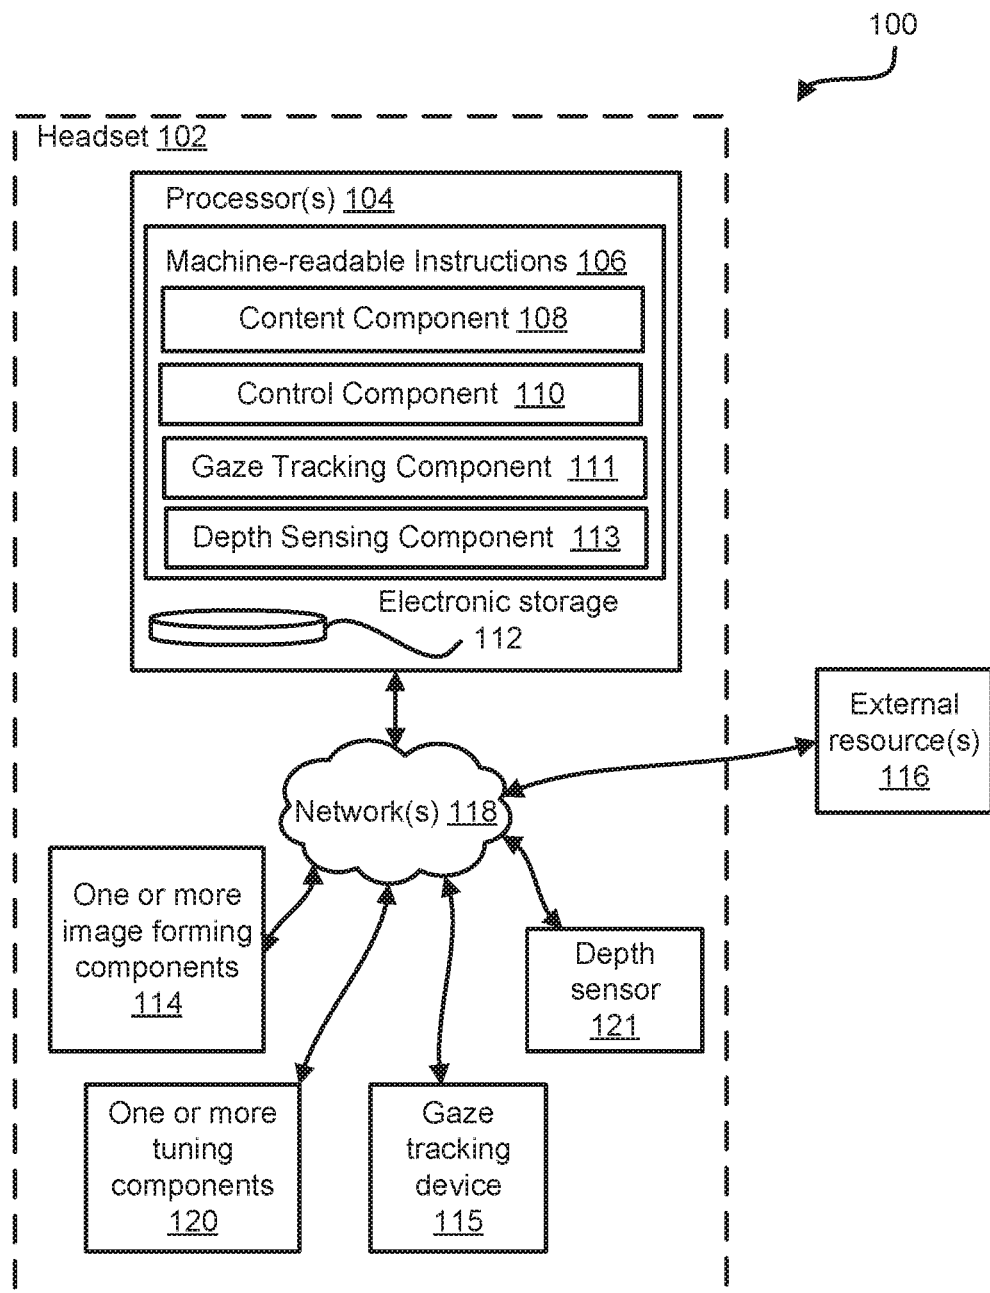 100
Headset 102
Processor(s) 104
Machine-readable Instructions 106
Content Component 108
Control Component 110
Gaze Tracking Component 111
Depth Sensing Component 113
Electronic storage
112
External
resource(s)
116
Network(s) 118
One or more
image forming
components
114
Depth
sensor
121
One or more
tuning
components
120
Gaze
tracking
device
115